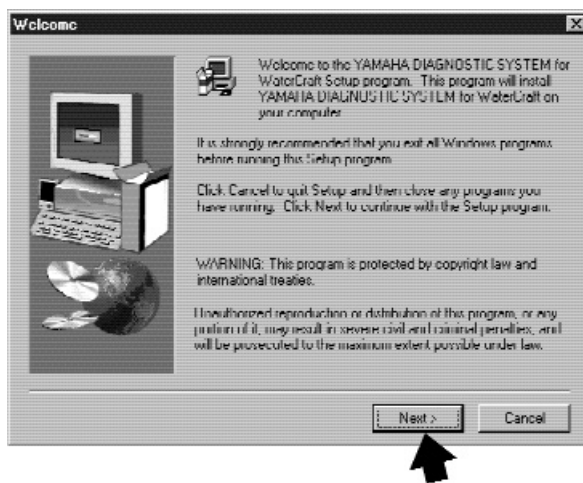 Welcome
Welcome to the YAMAHA DIAGNOSTIC SYSTEM for
WaterCraft Setup program. This program will install
YAMAHA DIAGNOSTIC SYSTEM for WaterCraft on
your computer
It is strongly recommended that you exit all Windows programs
before running this Setup program
Click Cancel to quit Setup and then close any programs you
have running. Click Next to continue with the Setup program.
WARNING: This program is protected by copyright law and
international treaties.
Unauthorized reproduction or distribution of this program, or any
portion of it, may result in severe civil and criminal penalties, and
will be prosecuted to the maximum extent possible under law.
Next >
Cancel